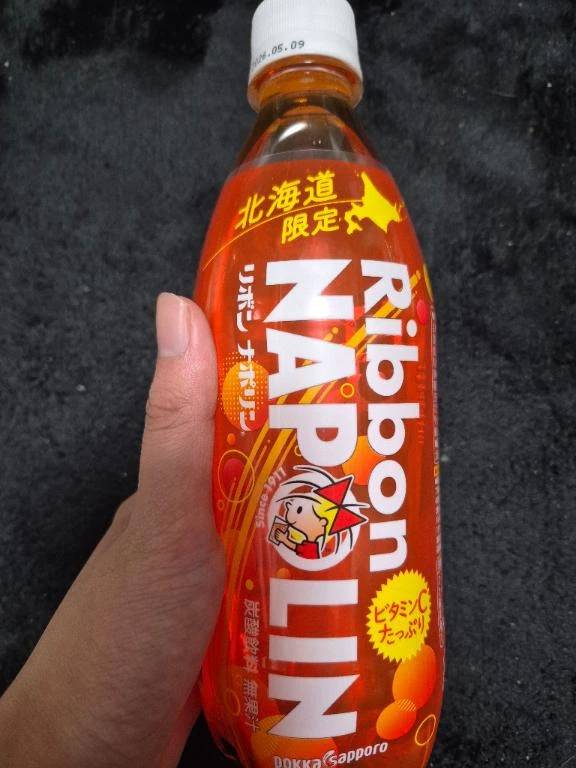 2026.05.09
北海道
限定
Ribbon
NAPOLIN
リボン ナポリン
since 1911
ビタミンC
たっぷり
炭酸飲料 無果汁
pokka sapporo